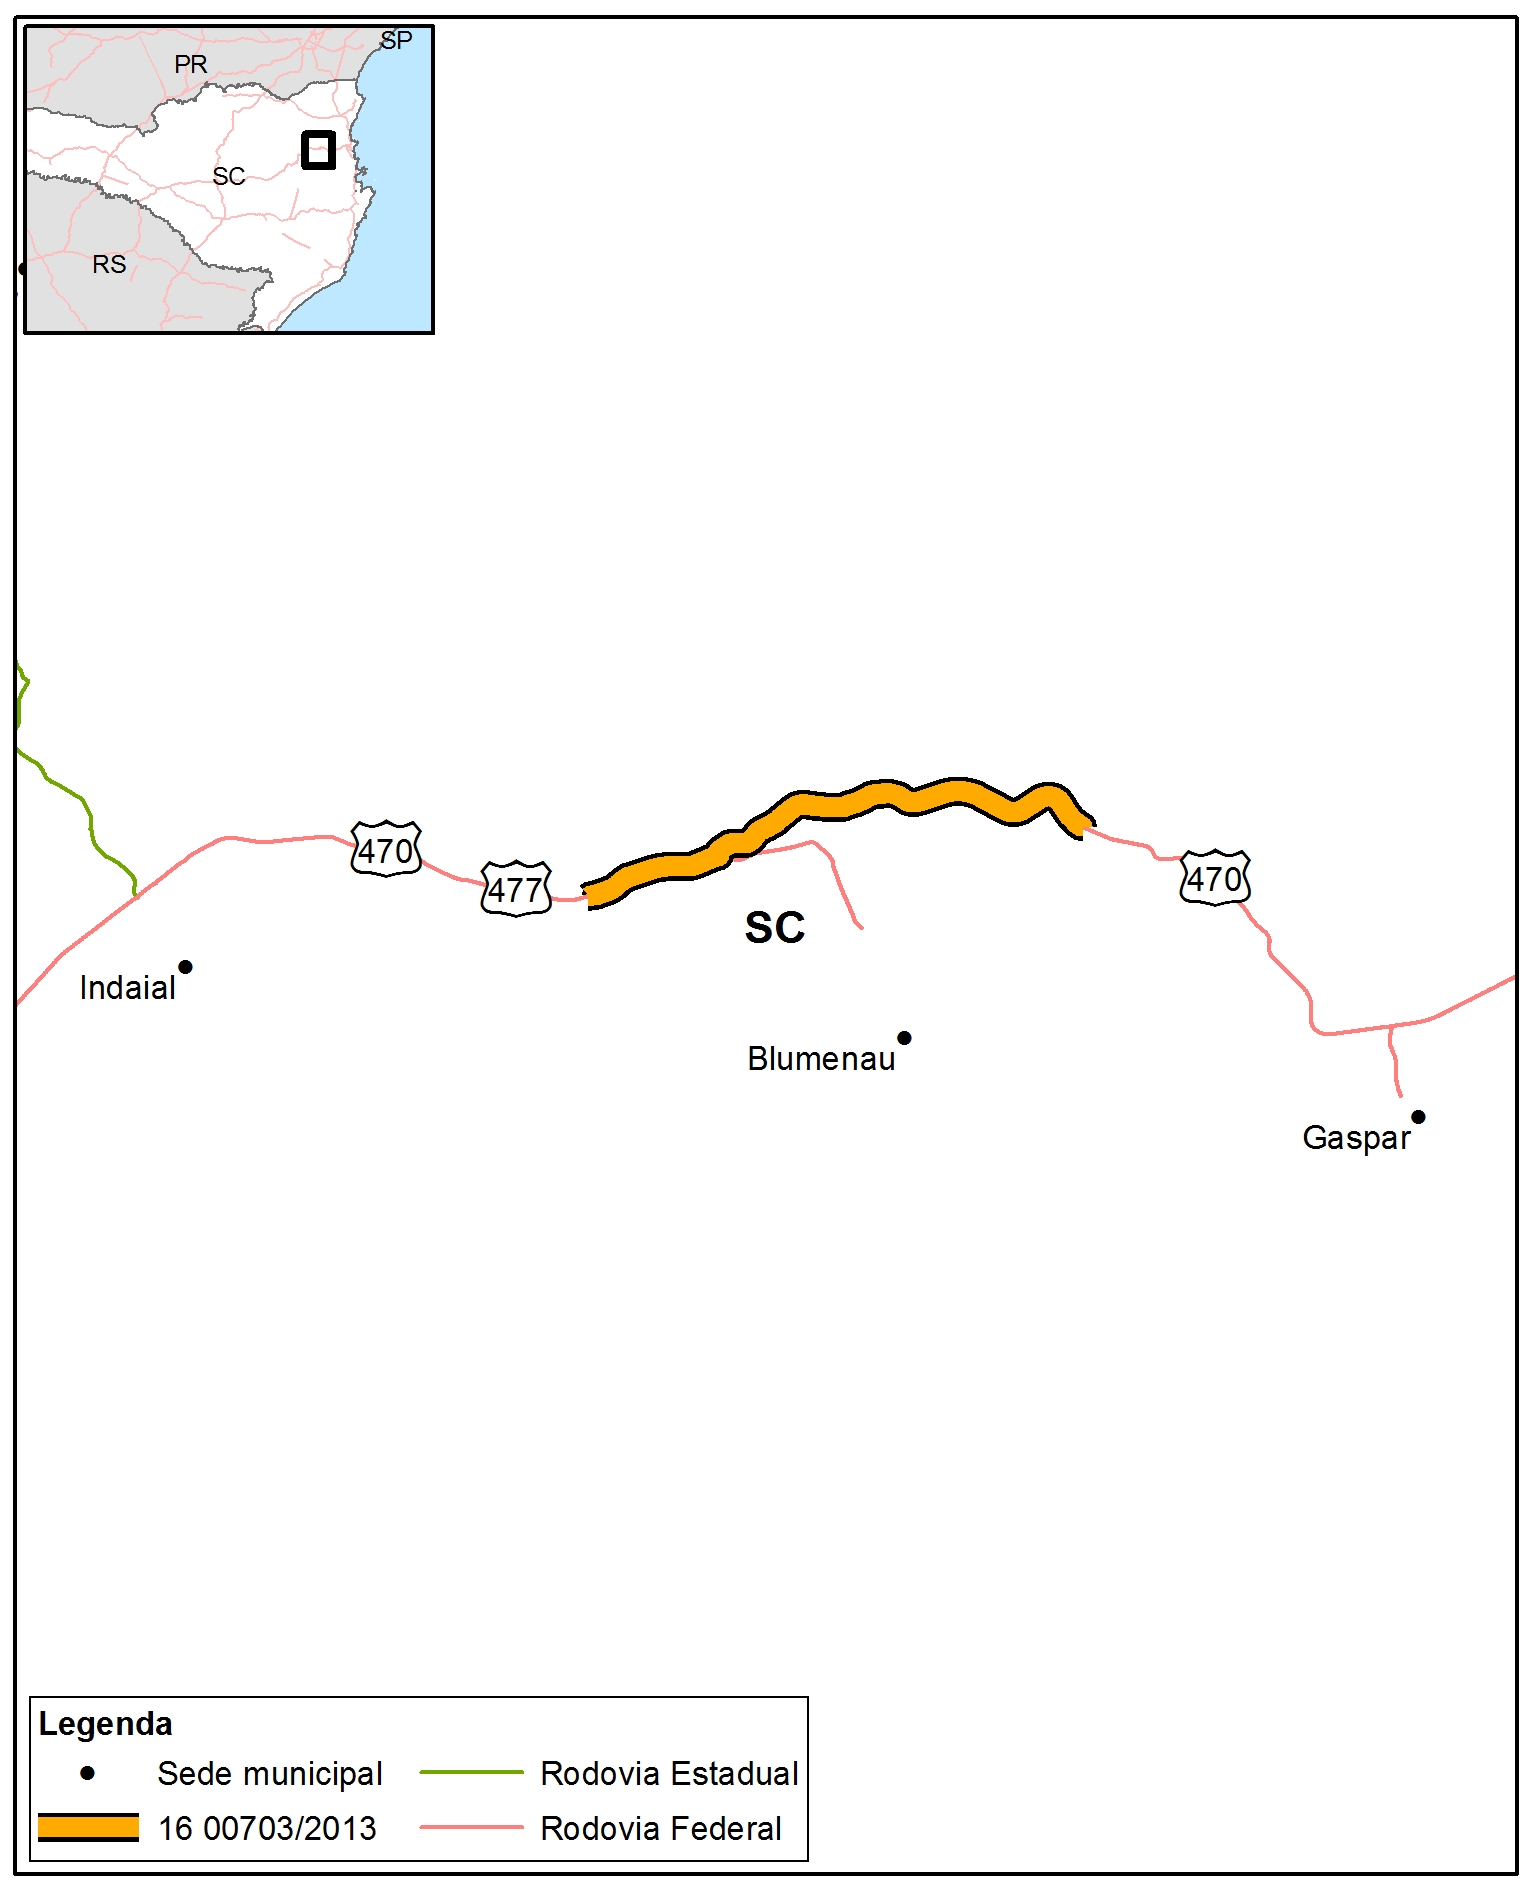 SP
PR
SC
RS
470
477
470
SC
Indaial
Blumenau
Gaspar
Legenda
Sede municipal
Rodovia Estadual
16 00703/2013
Rodovia Federal